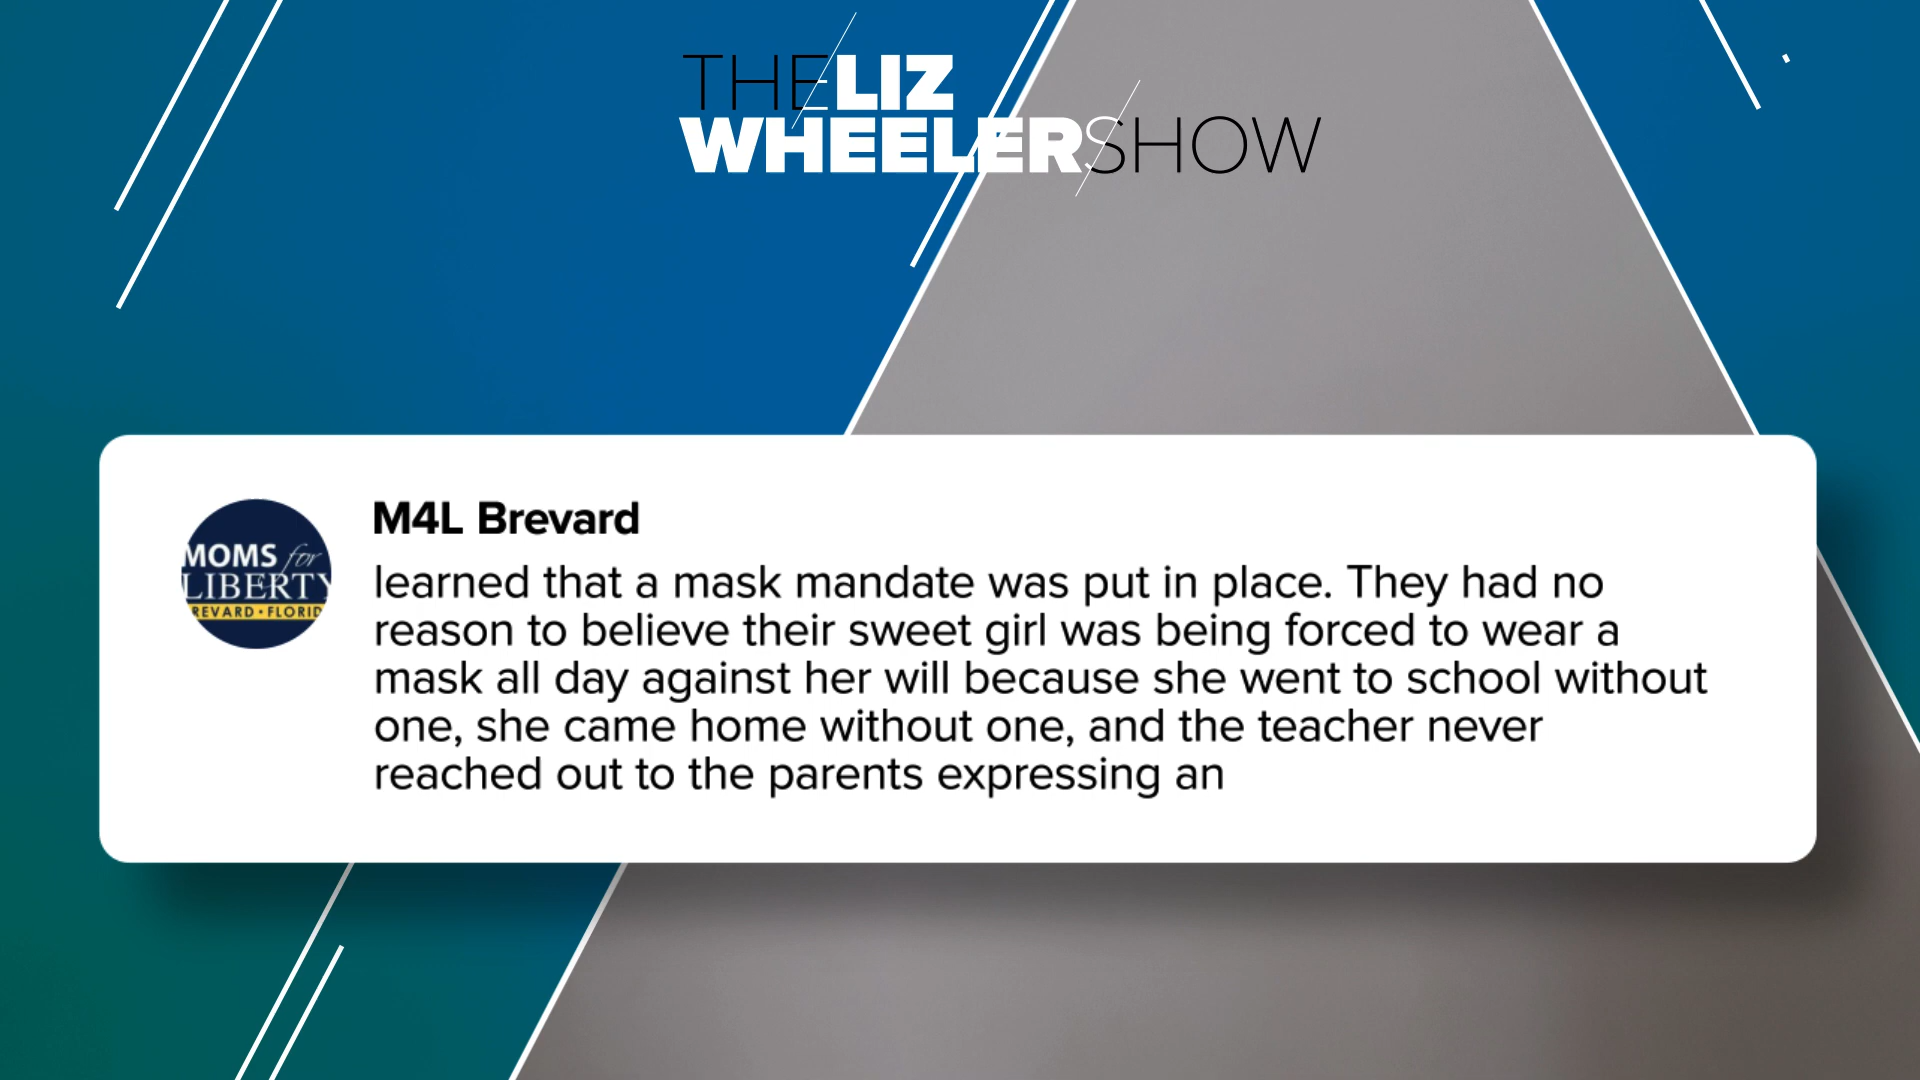 THE LIZ
WHEELER SHOW
M4L Brevard
MOMS for
LIBERTY
REVARD • FLORID
learned that a mask mandate was put in place. They had no
reason to believe their sweet girl was being forced to wear a
mask all day against her will because she went to school without
one, she came home without one, and the teacher never
reached out to the parents expressing an